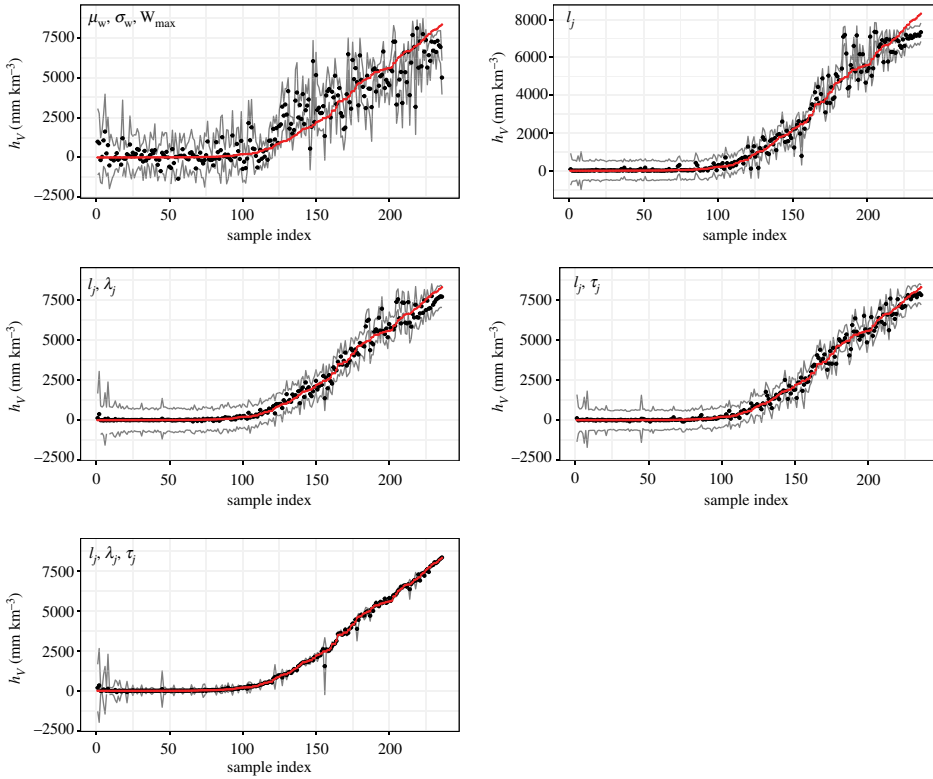 μw, σw, Wmax
7500
5000
2500
0
−2500
hV (mm km−3)
0 50 100 150 200
sample index
lj
8000
6000
4000
2000
0
hV (mm km−3)
0 50 100 150 200
sample index
lj, λj
7500
5000
2500
0
−2500
hV (mm km−3)
0 50 100 150 200
sample index
lj, τj
7500
5000
2500
0
−2500
hV (mm km−3)
0 50 100 150 200
sample index
lj, λj, τj
7500
5000
2500
0
−2500
hV (mm km−3)
0 50 100 150 200
sample index